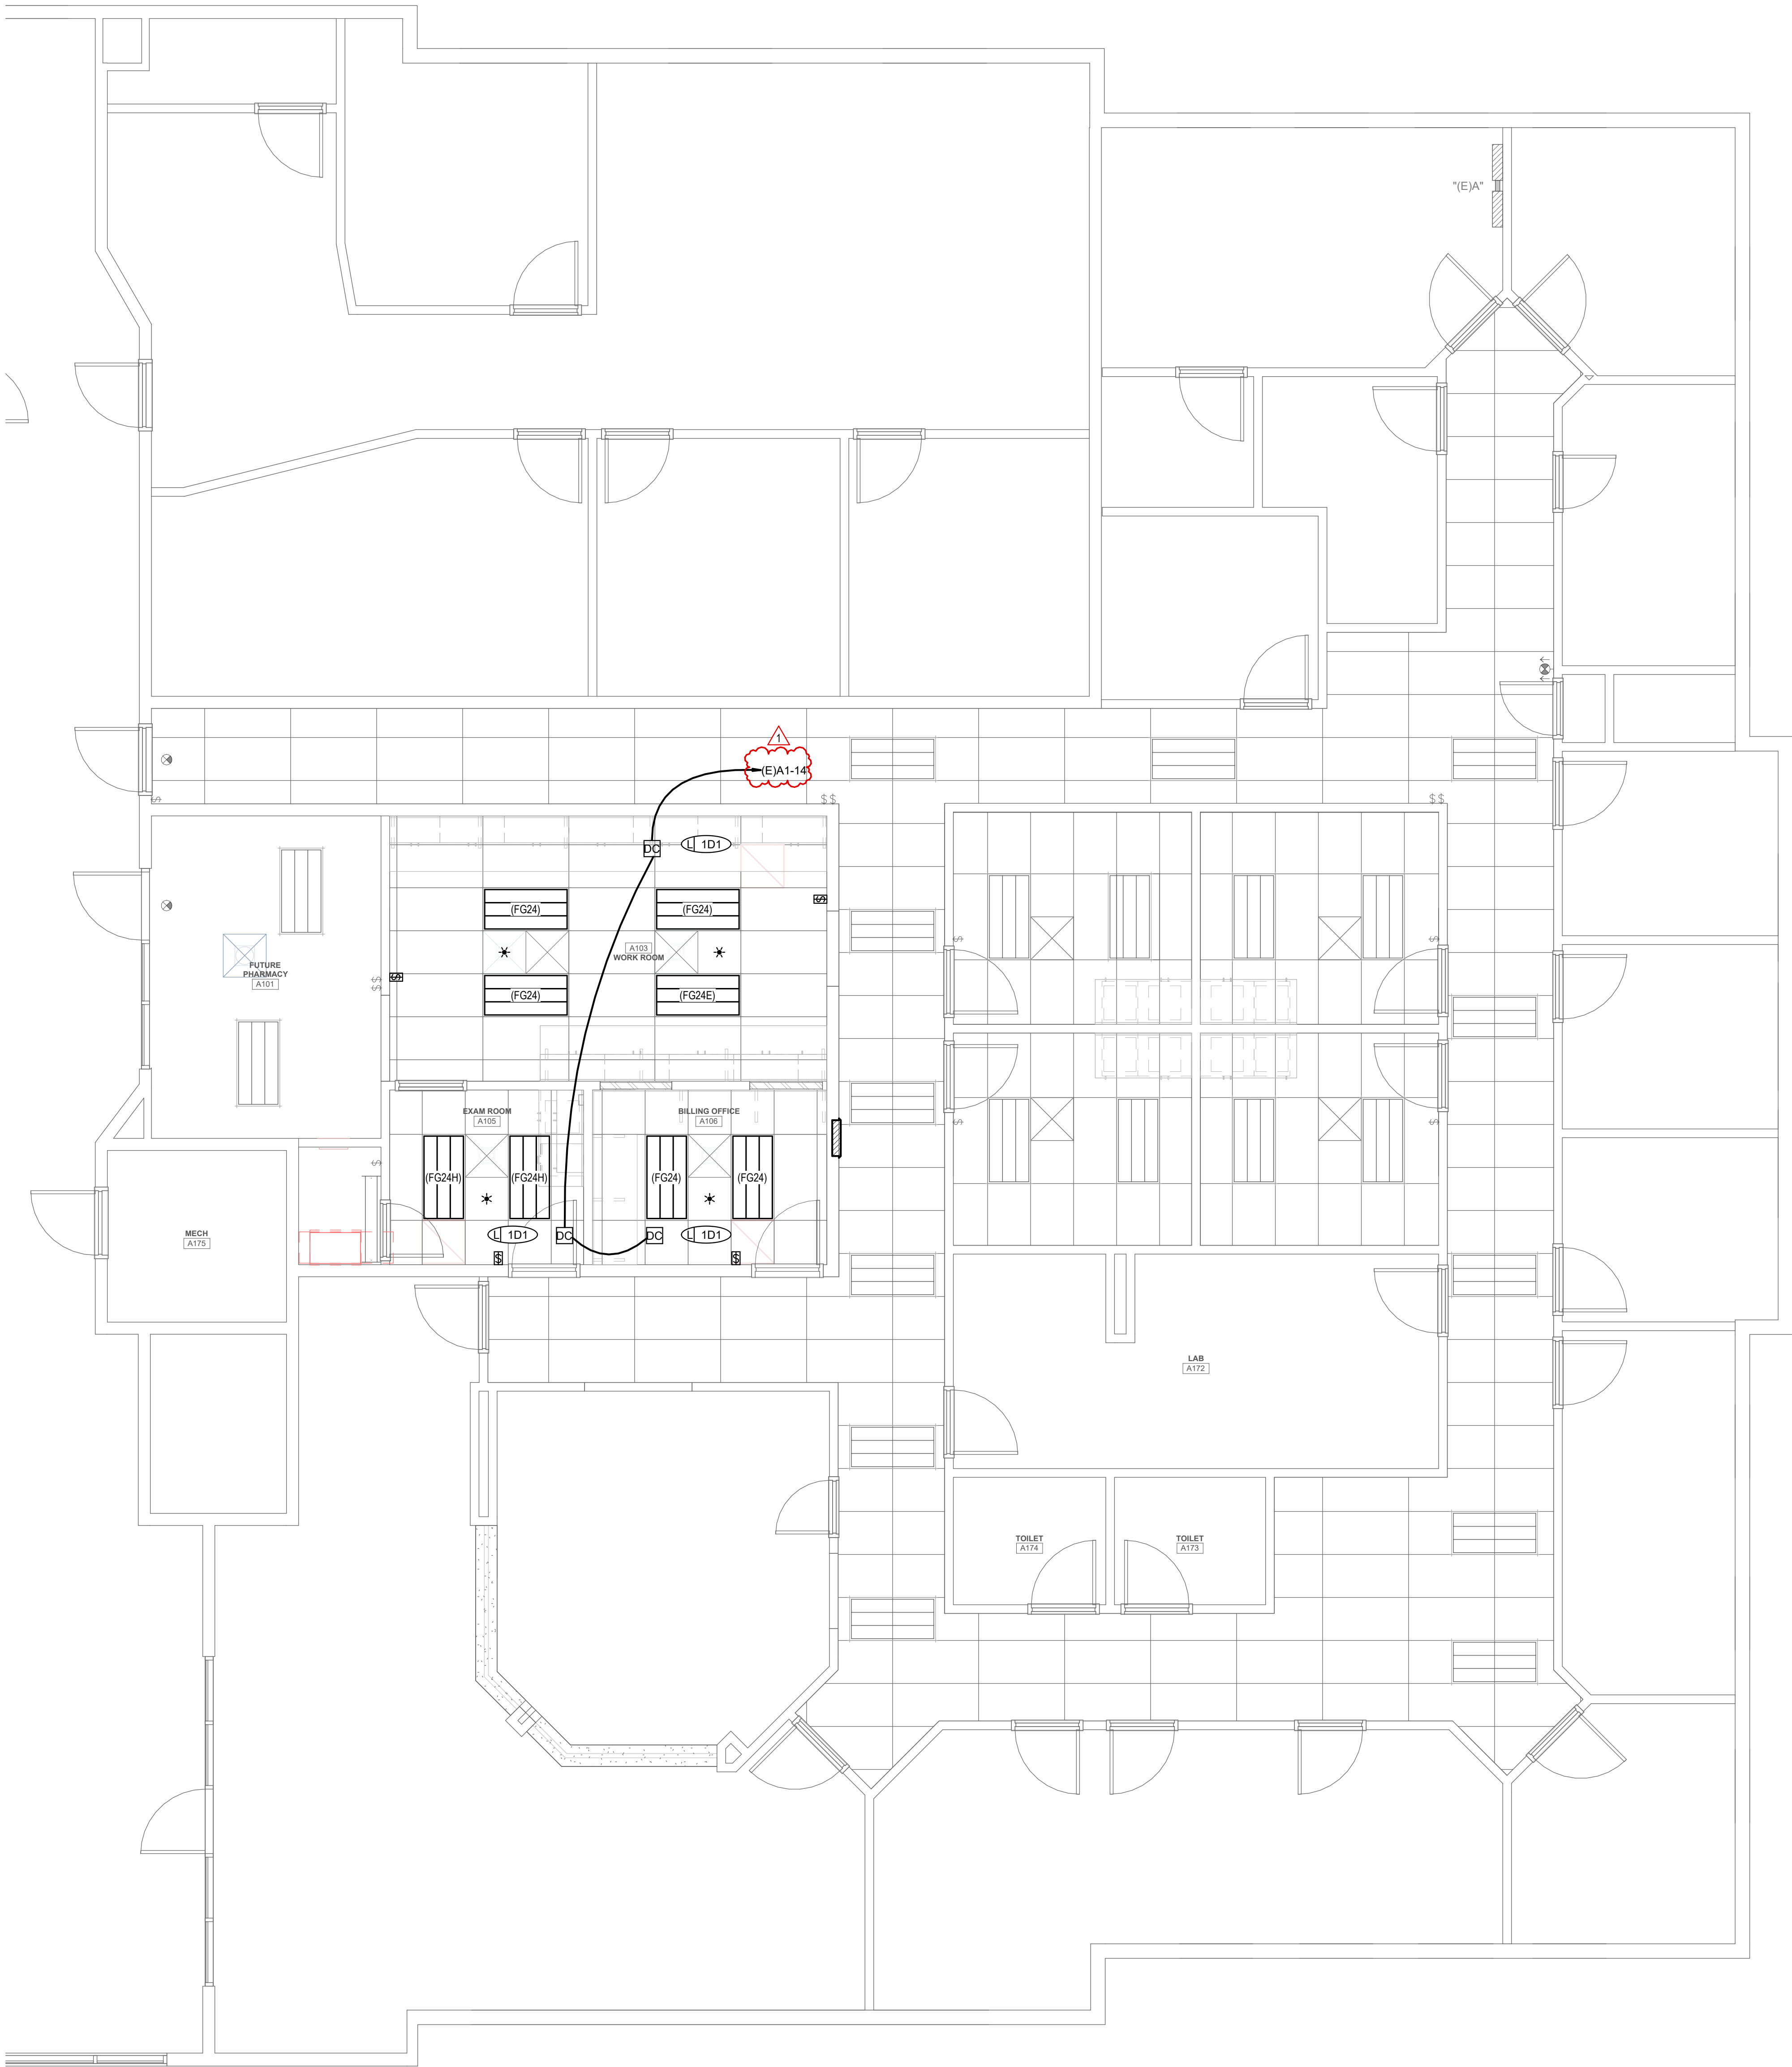 "(E)A"
1
(E)A1-14
$ $
$ $
DC
L 1D1
(FG24)
(FG24)
$
A103
WORK ROOM
FUTURE
PHARMACY
A101
$
$
$
(FG24)
(FG24E)
EXAM ROOM
A105
BILLING OFFICE
A106
(FG24H)
(FG24H)
(FG24)
(FG24)
MECH
A175
L 1D1
DC
DC
L 1D1
$
$
LAB
A172
TOILET
A174
TOILET
A173